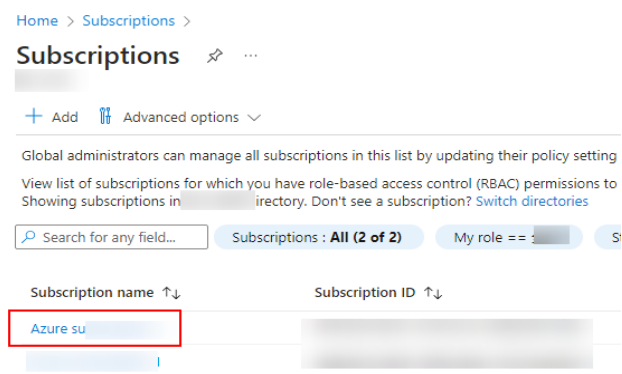 Home > Subscriptions >
Subscriptions ...
+ Add Advanced options
Global administrators can manage all subscriptions in this list by updating their policy setting
View list of subscriptions for which you have role-based access control (RBAC) permissions to
Showing subscriptions in irectory. Don't see a subscription? Switch directories
Search for any field... Subscriptions : All (2 of 2) My role == St
Subscription name ↑↓ Subscription ID ↑↓
Azure su